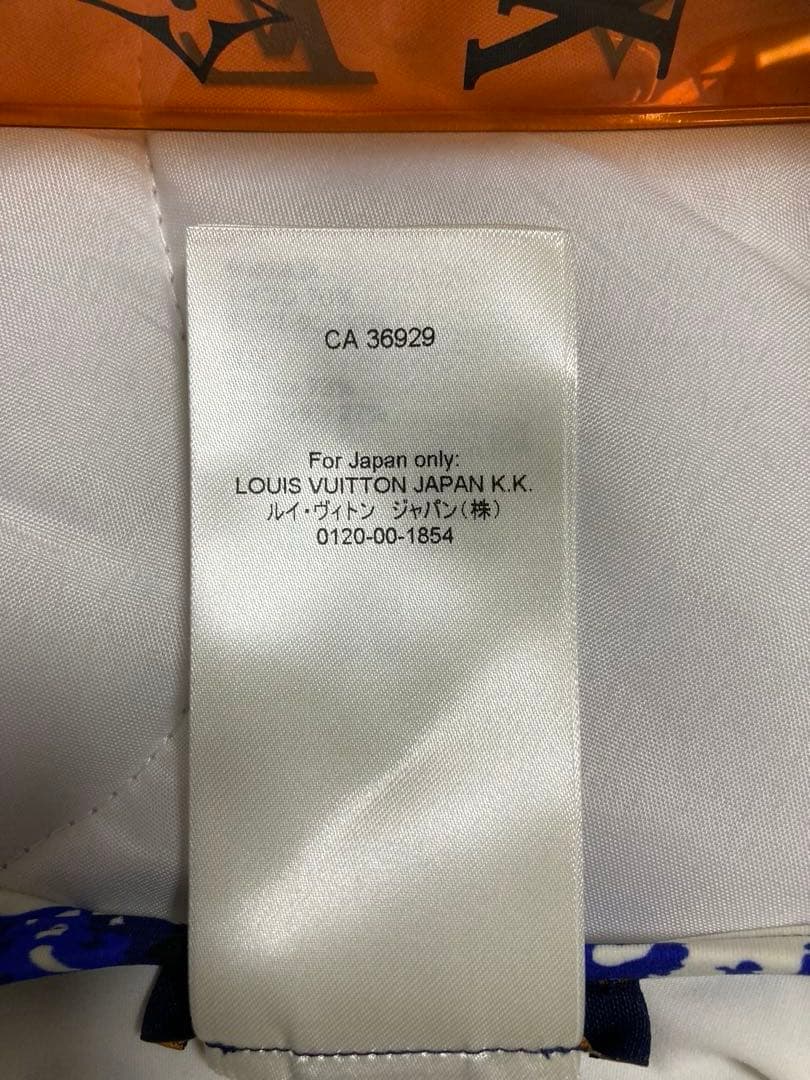 CA 36929
For Japan only:
LOUIS VUITTON JAPAN K.K.
ルイ・ヴィトン ジャパン(株)
0120-00-1854